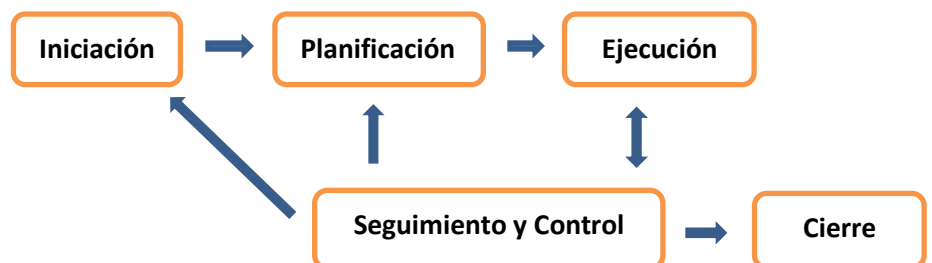 Iniciación
Planificación
Ejecución
Seguimiento y Control
Cierre